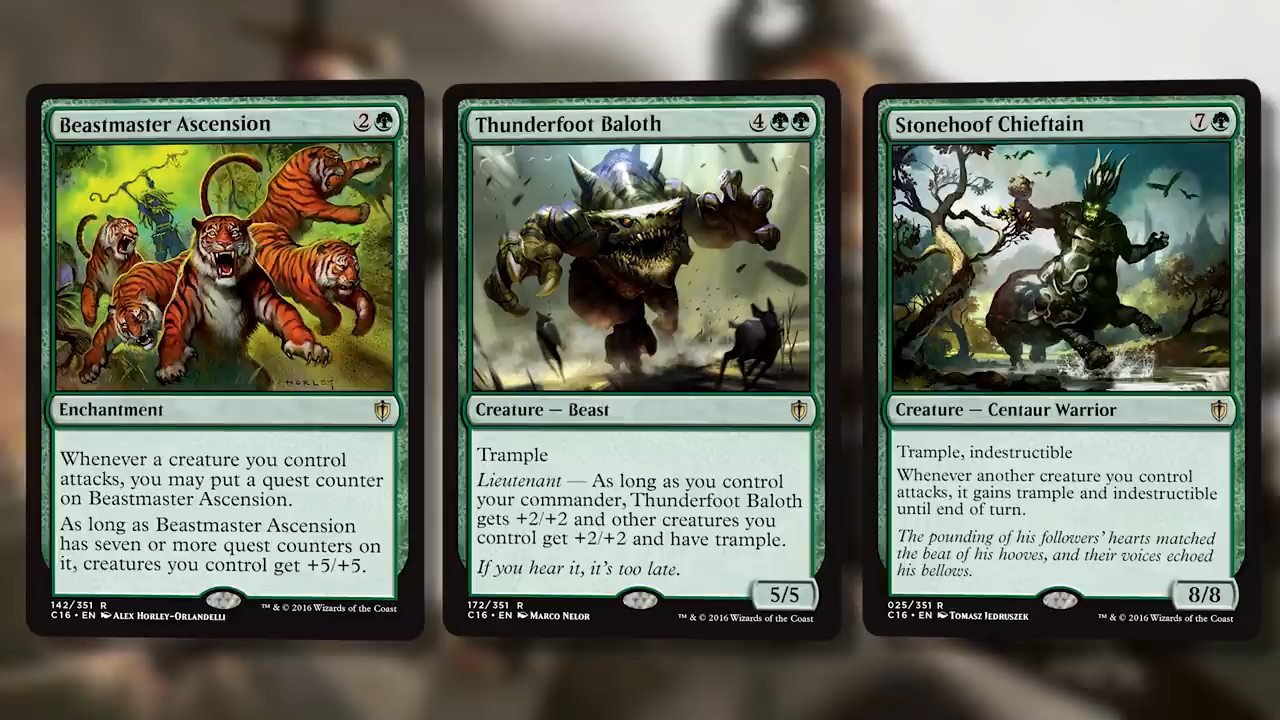 Beastmaster Ascension
2
HORLEY
Enchantment
Whenever a creature you control
attacks, you may put a quest counter
on Beastmaster Ascension.
As long as Beastmaster Ascension
has seven or more quest counters on
it, creatures you control get +5/+5.
142/351 R
C16 • EN ALEX HORLEY-ORLANDELLI
™ & © 2016 Wizards of the Coast
Thunderfoot Baloth
4
Creature — Beast
Trample
Lieutenant — As long as you control
your commander, Thunderfoot Baloth
gets +2/+2 and other creatures you
control get +2/+2 and have trample.
If you hear it, it's too late.
5/5
172/351 R
C16 • EN MARCO NELOR
™ & © 2016 Wizards of the Coast
Stonehoof Chieftain
7
Creature — Centaur Warrior
Trample, indestructible
Whenever another creature you control
attacks, it gains trample and indestructible
until end of turn.
The pounding of his followers' hearts matched
the beat of his hooves, and their voices echoed
his bellows.
8/8
025/351 R
C16 • EN TOMASZ JEDRUSZEK
™ & © 2016 Wizards of the Coast